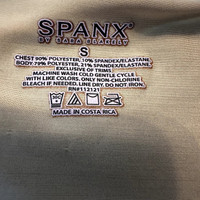 SPANX®
BY SARA BLAKELY®
S
CHEST 90% POLYESTER, 10% SPANDEX/ELASTANE
BODY-79% POLYESTER, 21% SPANDEX/ELASTANE
EXCLUSIVE OF TRIMS
MACHINE WASH COLD GENTLE CYCLE
WITH LIKE COLORS. ONLY NON-CHLORINE
BLEACH IF NEEDED. LINE DRY. DO NOT IRON.
RN#112121
MADE IN COSTA RICA